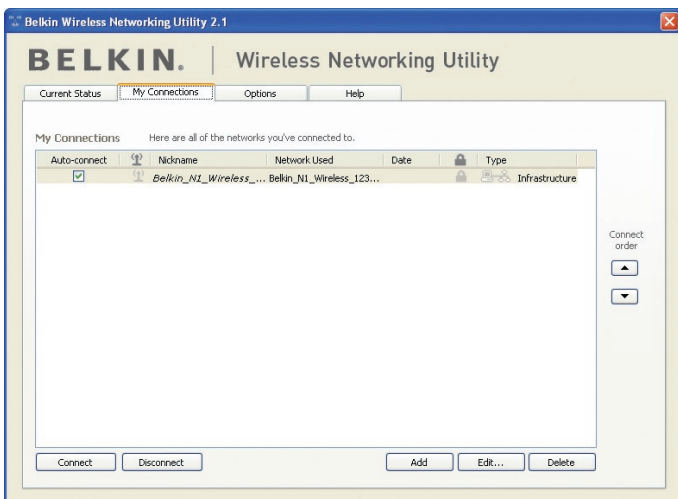 Belkin Wireless Networking Utility 2.1
BELKIN. | Wireless Networking Utility
Current Status My Connections Options Help
My Connections Here are all of the networks you've connected to.
Auto-connect Nickname Network Used Date Type
Belkin_N1_Wireless_... Belkin_N1_Wireless_123... Infrastructure
Connect
order
Connect Disconnect Add Edit... Delete